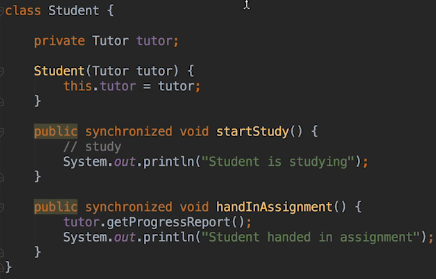 class Student {
private Tutor tutor;
Student(Tutor tutor) {
this.tutor = tutor;
}
public synchronized void startStudy() {
// study
System.out.println("Student is studying");
}
public synchronized void handInAssignment() {
tutor.getProgressReport();
System.out.println("Student handed in assignment");
}
}